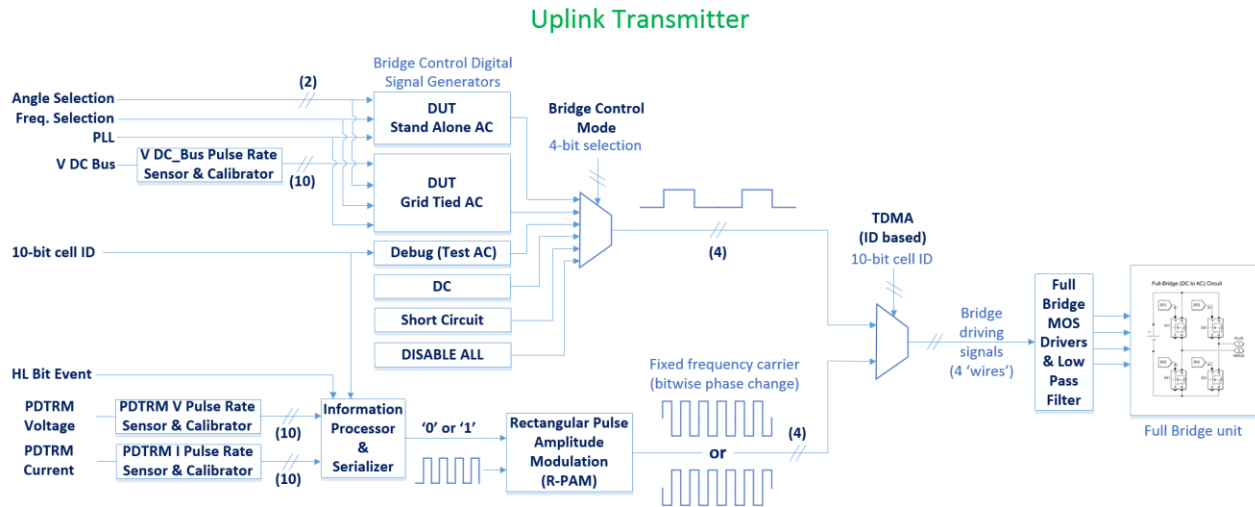 Uplink Transmitter
Bridge Control Digital
Signal Generators
(2)
Angle Selection
Freq. Selection
PLL
V DC Bus
V DC_Bus Pulse Rate
Sensor & Calibrator
(10)
DUT
Stand Alone AC
DUT
Grid Tied AC
Bridge Control
Mode
4-bit selection
10-bit cell ID
Debug (Test AC)
DC
Short Circuit
DISABLE ALL
(4)
TDMA
(ID based)
10-bit cell ID
Bridge
driving
signals
(4 ‘wires’)
Full
Bridge
MOS
Drivers
& Low
Pass
Filter
Full-Bridge (DC to AC) Circuit
Full Bridge unit
HL Bit Event
PDTRM
Voltage
PDTRM V Pulse Rate
Sensor & Calibrator
(10)
PDTRM
Current
PDTRM I Pulse Rate
Sensor & Calibrator
(10)
Information
Processor
&
Serializer
‘0’ or ‘1’
Rectangular Pulse
Amplitude
Modulation
(R-PAM)
Fixed frequency carrier
(bitwise phase change)
or
(4)